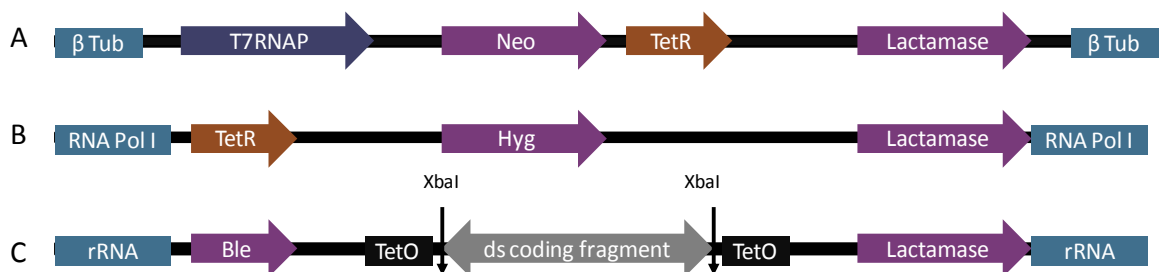 A β Tub T7RNAP Neo TetR Lactamase β Tub
B RNA Pol I TetR Hyg Lactamase RNA Pol I
XbaI XbaI
C rRNA Ble TetO ds coding fragment TetO Lactamase rRNA